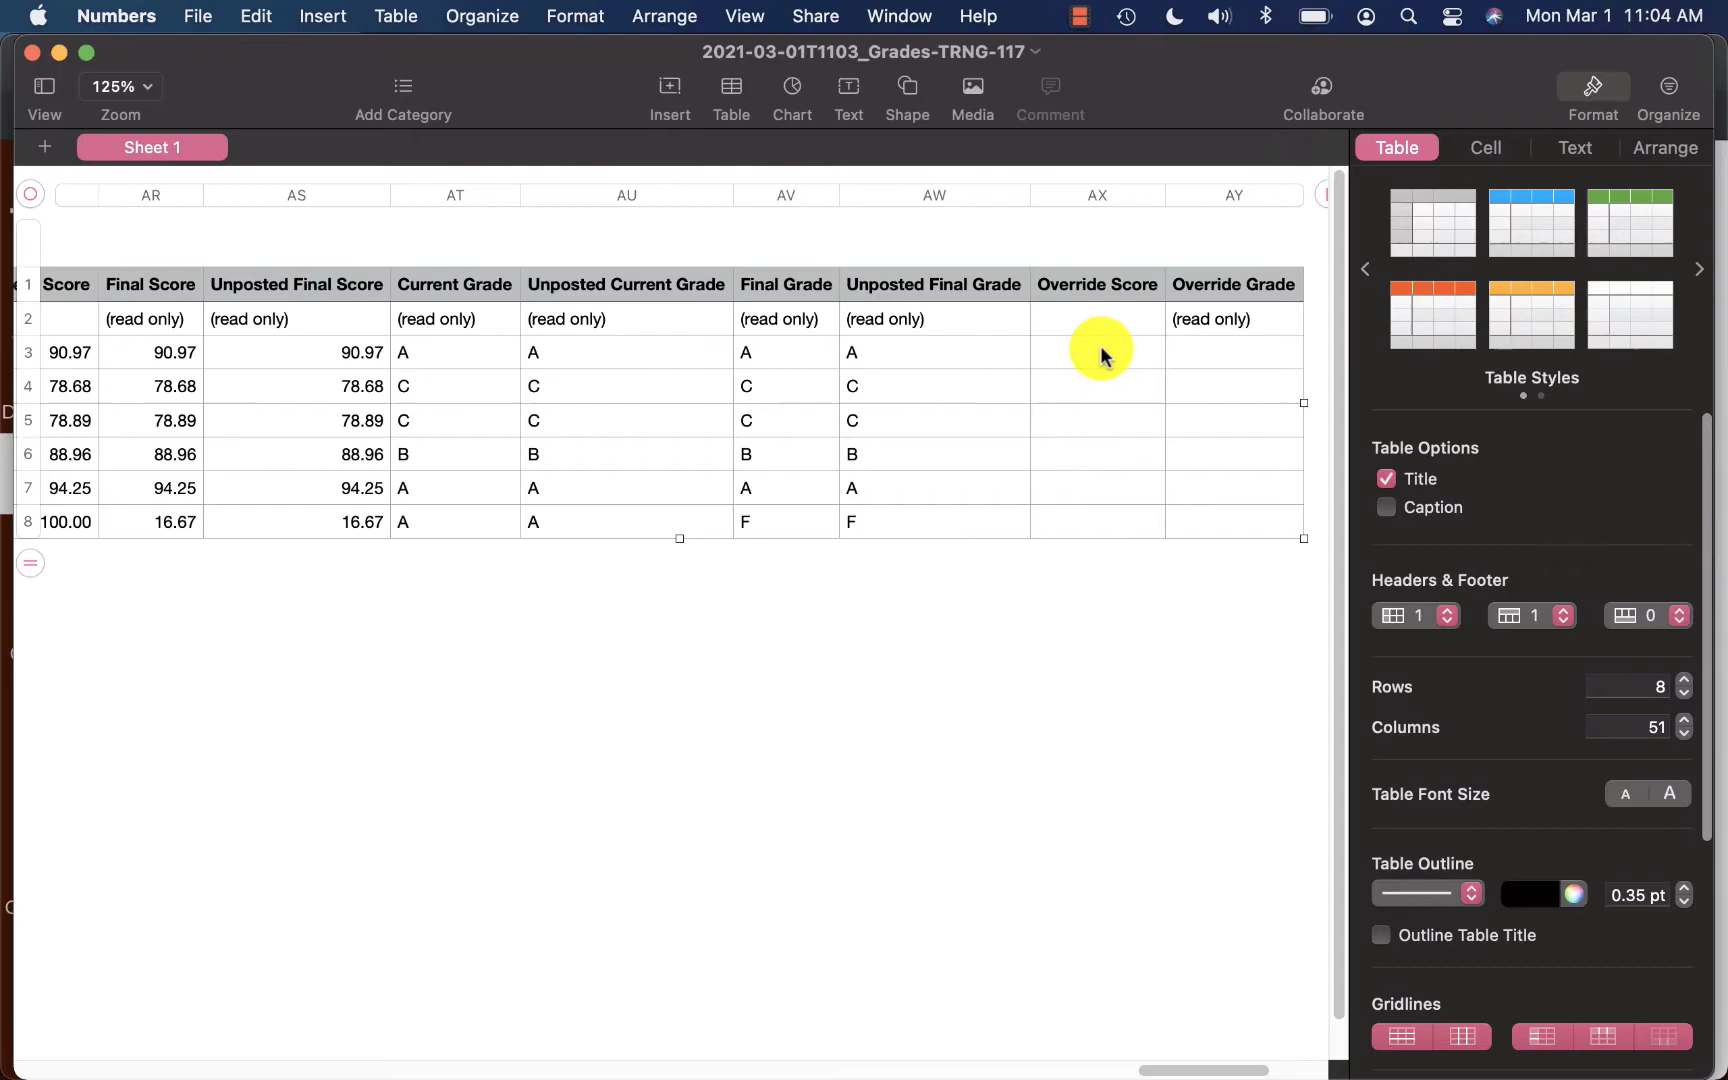 Numbers File Edit Insert Table Organize Format Arrange View Share Window Help Mon Mar 1 11:04 AM
2021-03-01T1103_Grades-TRNG-117
125%
View Zoom Add Category Insert Table Chart Text Shape Media Comment Collaborate Format Organize
Sheet 1
Table Cell Text Arrange
AR AS AT AU AV AW AX AY
1 Score Final Score Unposted Final Score Current Grade Unposted Current Grade Final Grade Unposted Final Grade Override Score Override Grade
2 (read only) (read only) (read only) (read only) (read only) (read only) (read only)
3 90.97 90.97 90.97 A A A A
4 78.68 78.68 78.68 C C C C
5 78.89 78.89 78.89 C C C C
6 88.96 88.96 88.96 B B B B
7 94.25 94.25 94.25 A A A A
8 100.00 16.67 16.67 A A F F
Table Styles
Table Options
Title
Caption
Headers & Footer
1 1 0
Rows 8
Columns 51
Table Font Size A A
Table Outline
0.35 pt
Outline Table Title
Gridlines